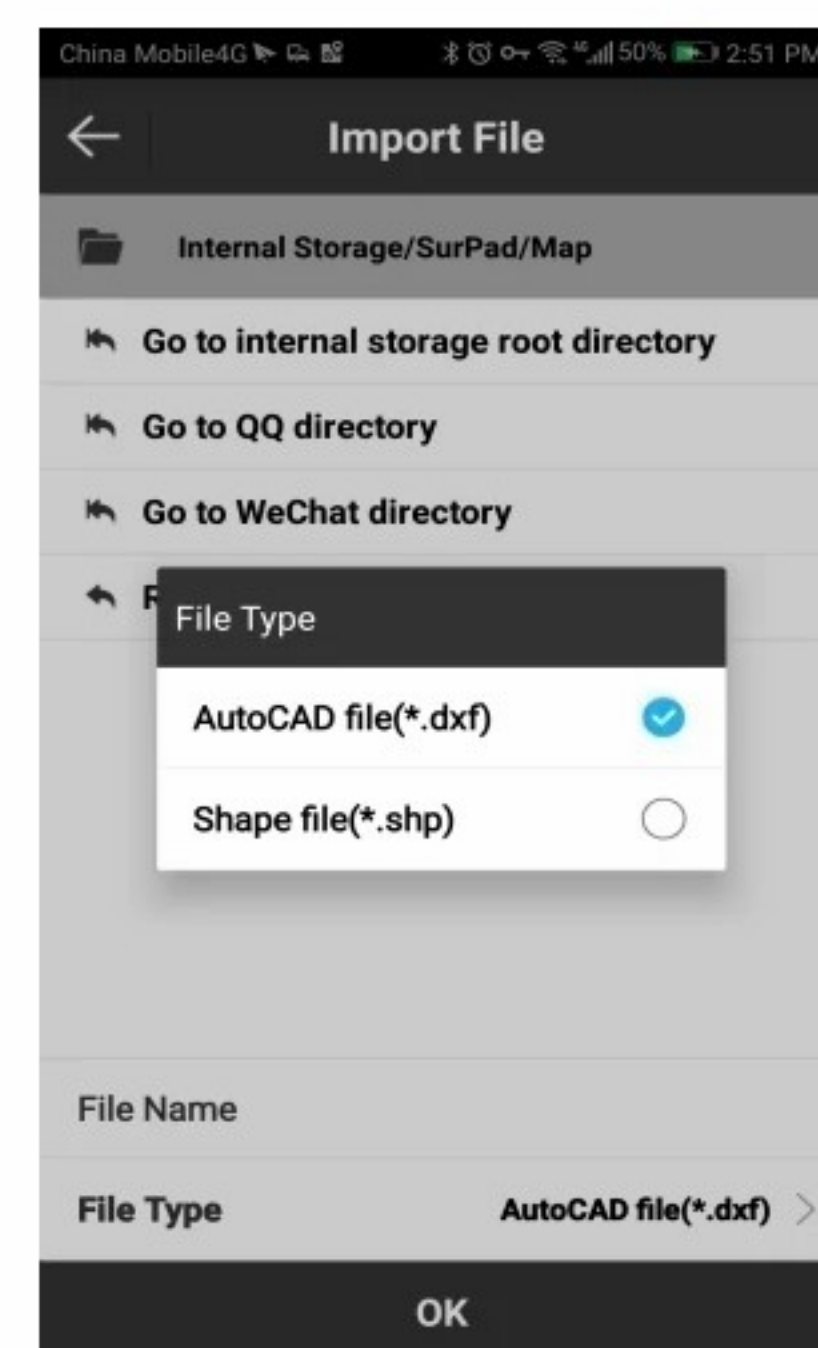 China Mobile4G 4G 50% 2:51 PM
Import File
Internal Storage/SurPad/Map
Go to internal storage root directory
Go to QQ directory
Go to WeChat directory
File Type
AutoCAD file(*.dxf)
Shape file(*.shp)
File Name
File Type AutoCAD file(*.dxf)
OK